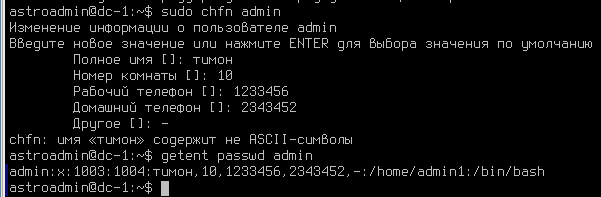 astroadmin@dc-1:~$ sudo chfn admin
Изменение информации о пользователе admin
Введите новое значение или нажмите ENTER для выбора значения по умолчанию
Полное имя []: тимон
Номер комнаты []: 10
Рабочий телефон []: 1233456
Домашний телефон []: 2343452
Другое []: -
chfn: имя «тимон» содержит не ASCII-символы
astroadmin@dc-1:~$ getent passwd admin
admin:x:1003:1004:тимон,10,1233456,2343452,-:/home/admin1:/bin/bash
astroadmin@dc-1:~$